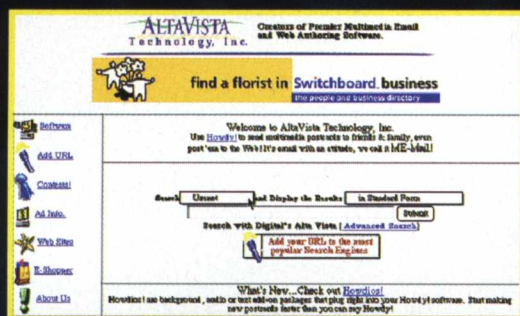 ALTAVISTA
Technology, Inc.
Creators of Premier Multimedia Email
and Web Authoring Software.
find a florist in Switchboard business
the people and business directory
Software
Add URL
Contests!
Ad Info.
Web Sites
E-Shopper
About Us
Welcome to AltaVista Technology, Inc.
Use Howdy! to send multimedia postcards to friends & family, even
post 'em to the Web! It's email with an attitude, we call it ME-Mail!
Search Usenet and Display the Results in Standard Form
Submit
Search with Digital's Alta Vista [Advanced Search]
Add your URL to the most
popular Search Engines
What's New...Check out Howdios!
Howdios! are background, audio or text add-on packages that plug right into your Howdy! software. Start making
new postcards faster than you can say Howdy!